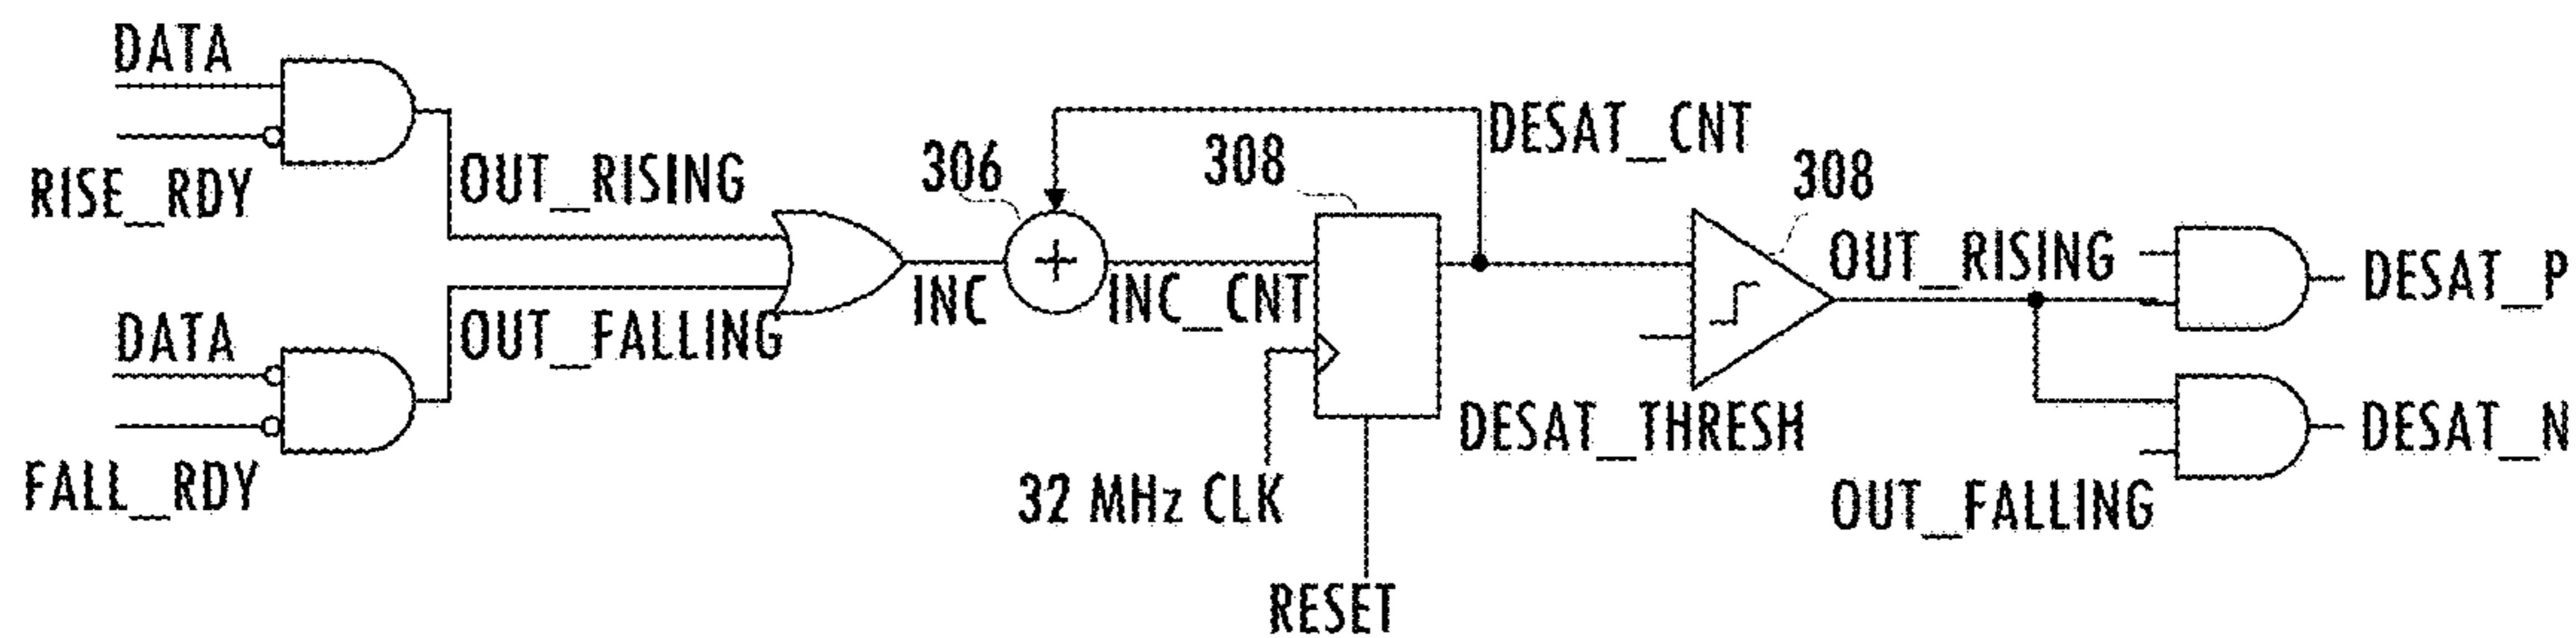 DATA
RISE_RDY
OUT_RISING
DATA
OUT_FALLING
FALL_RDY
INC
306
+
INC_CNT
308
DESAT_CNT
32 MHz CLK
RESET
308
DESAT_THRESH
OUT_RISING
DESAT_P
OUT_FALLING
DESAT_N